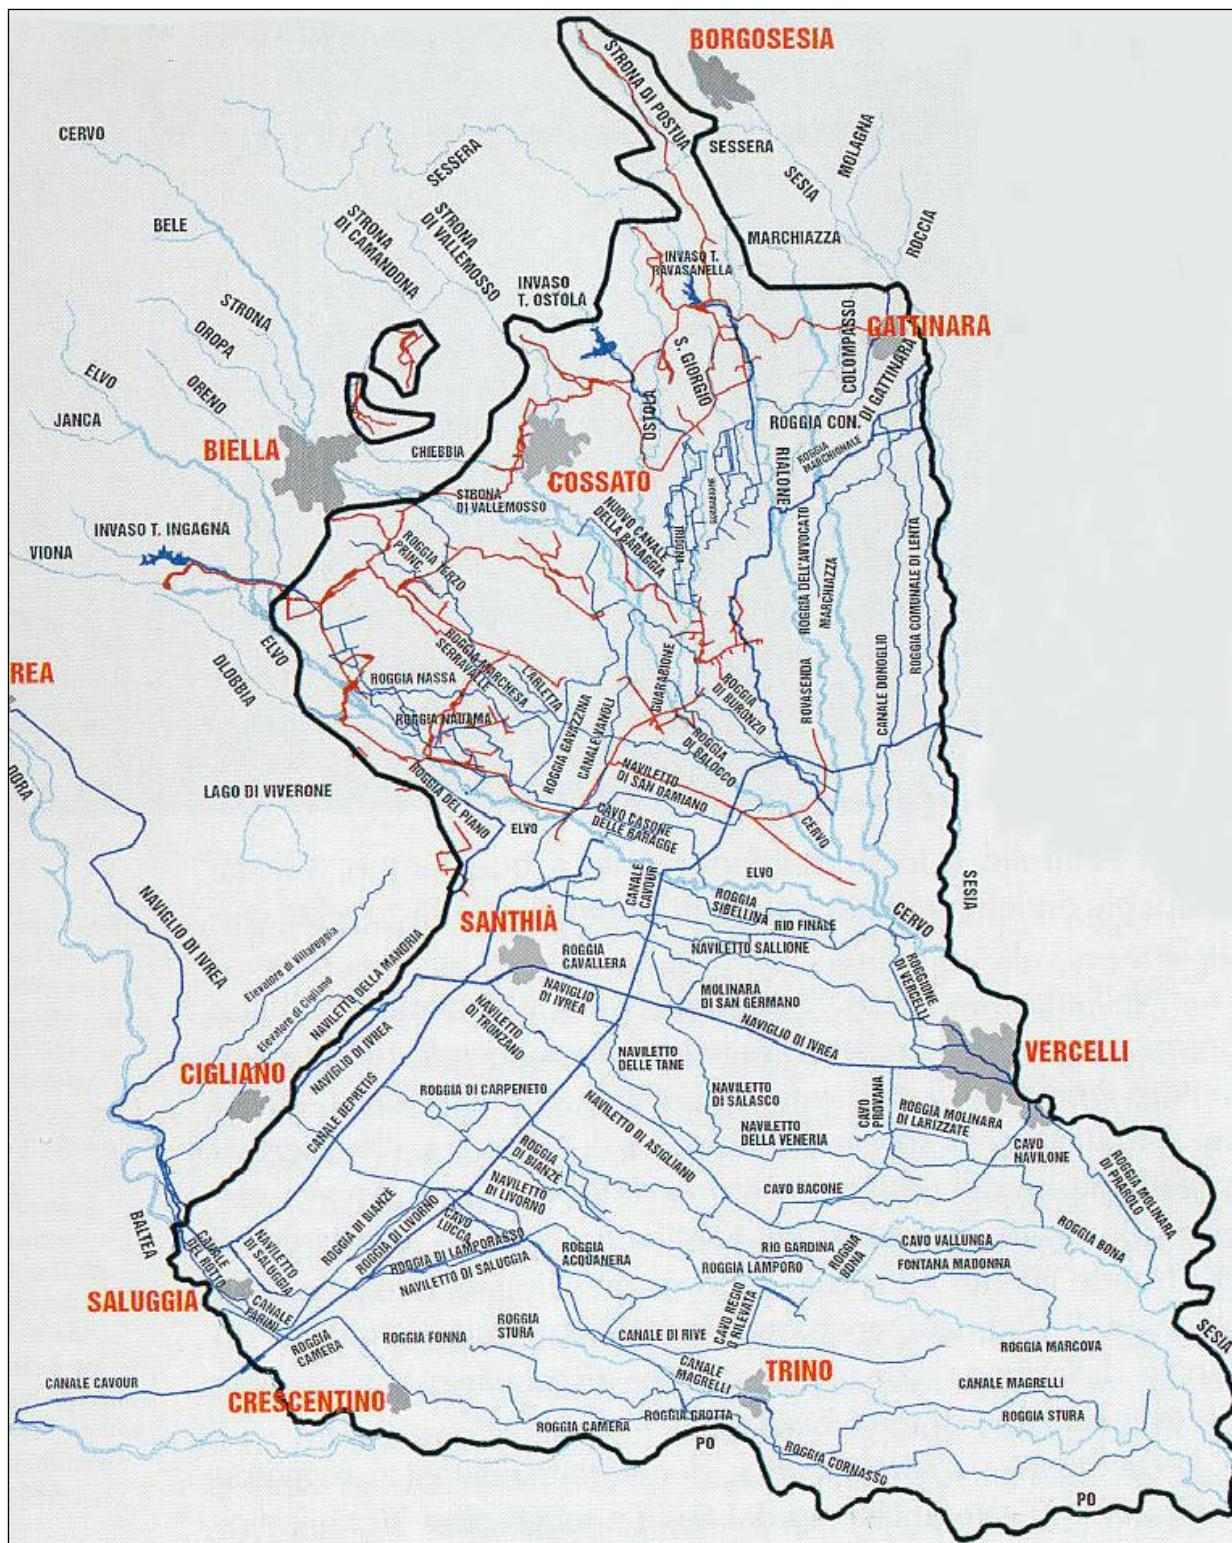 BORGOSESIA
STRONA DI POSTUA
CERVO
SESSERA
SESSERA
MOLAGNA
SESIA
BELE
STRONA
DI CAMANDONA
STRONA
DI VALLEMOSSO
MARCHIAZZA
ROCCIA
INVASO T.
RAVASANELLA
INVASO
T. OSTOLA
STRONA
OROPA
COLOMPASSO
GATTINARA
ELVO
ORENO
S. GIORGIO
JANCA
OSTOLA
ROGGIA CON.
DI GATTINARA
BIELLA
CHIEBBIA
ROGGIA
MARCHIONALE
COSSATO
RIALONE
STRONA
DI VALLEMOSSO
GUARABIONE
INVASO T. INGAGNA
NUOVO CANALE
DELLA BARAGGIA
VIONA
ROGGIA TERZO
PRINC.
TRIOGNA
ROGGIA DELL'AVVOCATO
MARCHIAZZA
ROGGIA COMUNALE DI LENTA
ELVO
OLOBBIA
REA
ROGGIA NASSA
ROGGIA MARCHESA
SERRAVALLE
L'ARLETTA
GUARABIONE
ROGGIA
DI BURONZO
ROVASENDA
CANALE DONOGLIO
ROGGIA MADAMA
ROGGIA GAVAZZINA
CANALE VANOLI
ROGGIA
DI BALOCCO
DORA
LAGO DI VIVERONE
ROGGIA DEL PIANO
NAVILETTO
DI SAN DAMIANO
ELVO
CAVO CASONE
DELLE BARAGGE
CERVO
NAVIGLIO DI IVREA
CANALE
CAVOUR
ELVO
SESIA
ROGGIA
SIBELLINA
RIO FINALE
CERVO
SANTHIÀ
Elevatore di Villareggia
NAVILETTO DELLA MANDRIA
ROGGIA
CAVALLERA
NAVILETTO SALLIONE
ROGGIONE
DI VERCELLI
Elevatore di Cigliano
NAVIGLIO
DI IVREA
MOLINARA
DI SAN GERMANO
NAVILETTO
DI TRONZANO
NAVIGLIO DI IVREA
VERCELLI
CIGLIANO
NAVIGLIO DI IVREA
NAVILETTO
DELLE TANE
CANALE DEPRETIS
ROGGIA DI CARPENETO
NAVILETTO
DI SALASCO
CAVO
PROVANA
ROGGIA MOLINARA
DI LARIZZATE
NAVILETTO DI ASIGLIANO
NAVILETTO
DELLA VENERIA
ROGGIA
DI BIANZÈ
CAVO
NAVILONE
ROGGIA MOLINARA
DI PRAROLO
NAVILETTO
DI LIVORNO
CAVO BACONE
BALTEA
ROGGIA DI BIANZÈ
ROGGIA DI LIVORNO
CAVO
LUCCA
CANALE
DEL ROTTO
NAVILETTO
DI SALUGGIA
ROGGIA DI LAMPORASSO
ROGGIA
ACQUANERA
RIO GARDINA
ROGGIA
BONA
CAVO VALLUNGA
ROGGIA BONA
NAVILETTO DI SALUGGIA
ROGGIA LAMPORO
FONTANA MADONNA
SALUGGIA
CANALE
FARINI
CAVO REGIO
O RILEVATA
SESIA
ROGGIA
CAMERA
ROGGIA FONNA
ROGGIA
STURA
CANALE DI RIVE
ROGGIA MARCOVA
CANALE CAVOUR
CANALE
MAGRELLI
TRINO
CANALE MAGRELLI
CRESCENTINO
ROGGIA CAMERA
ROGGIA GROTTA
ROGGIA STURA
PO
ROGGIA CORNASSO
PO